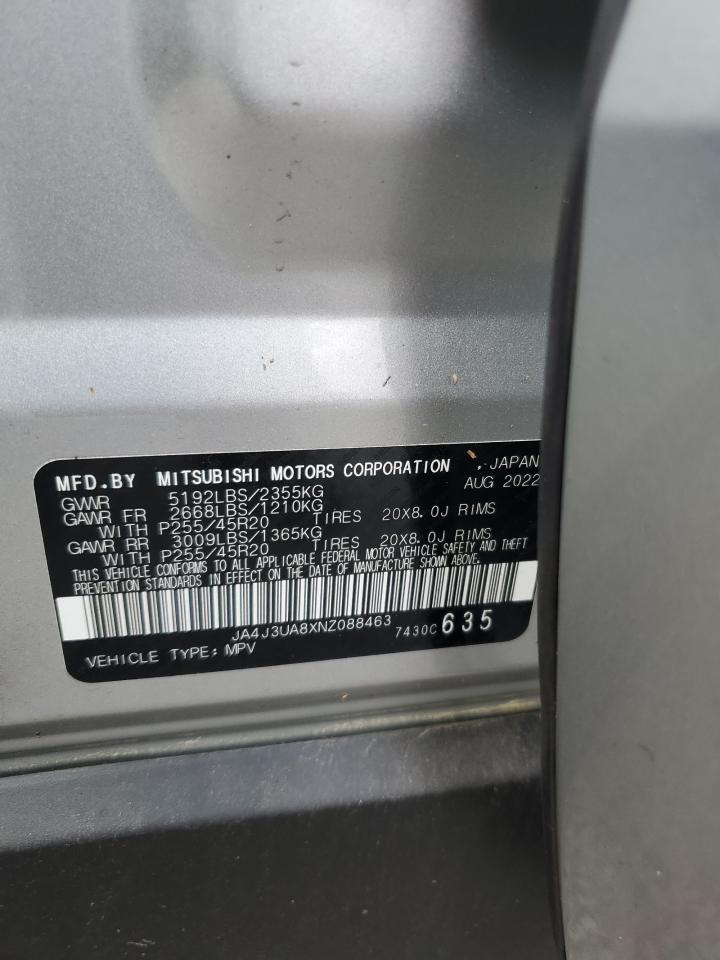 MFD.BY MITSUBISHI MOTORS CORPORATION , JAPAN
GVWR 5192LBS/2355KG AUG 2022
GAWR FR 2668LBS/1210KG
WITH P255/45R20 TIRES 20X8.0J RIMS
GAWR RR 3009LBS/1365KG
WITH P255/45R20 TIRES 20X8.0J RIMS
THIS VEHICLE CONFORMS TO ALL APPLICABLE FEDERAL MOTOR VEHICLE SAFETY AND THEFT
PREVENTION STANDARDS IN EFFECT ON THE DATE OF MANUFACTURE SHOWN ABOVE.
JA4J3UA8XNZ088463 7430C 635
VEHICLE TYPE: MPV